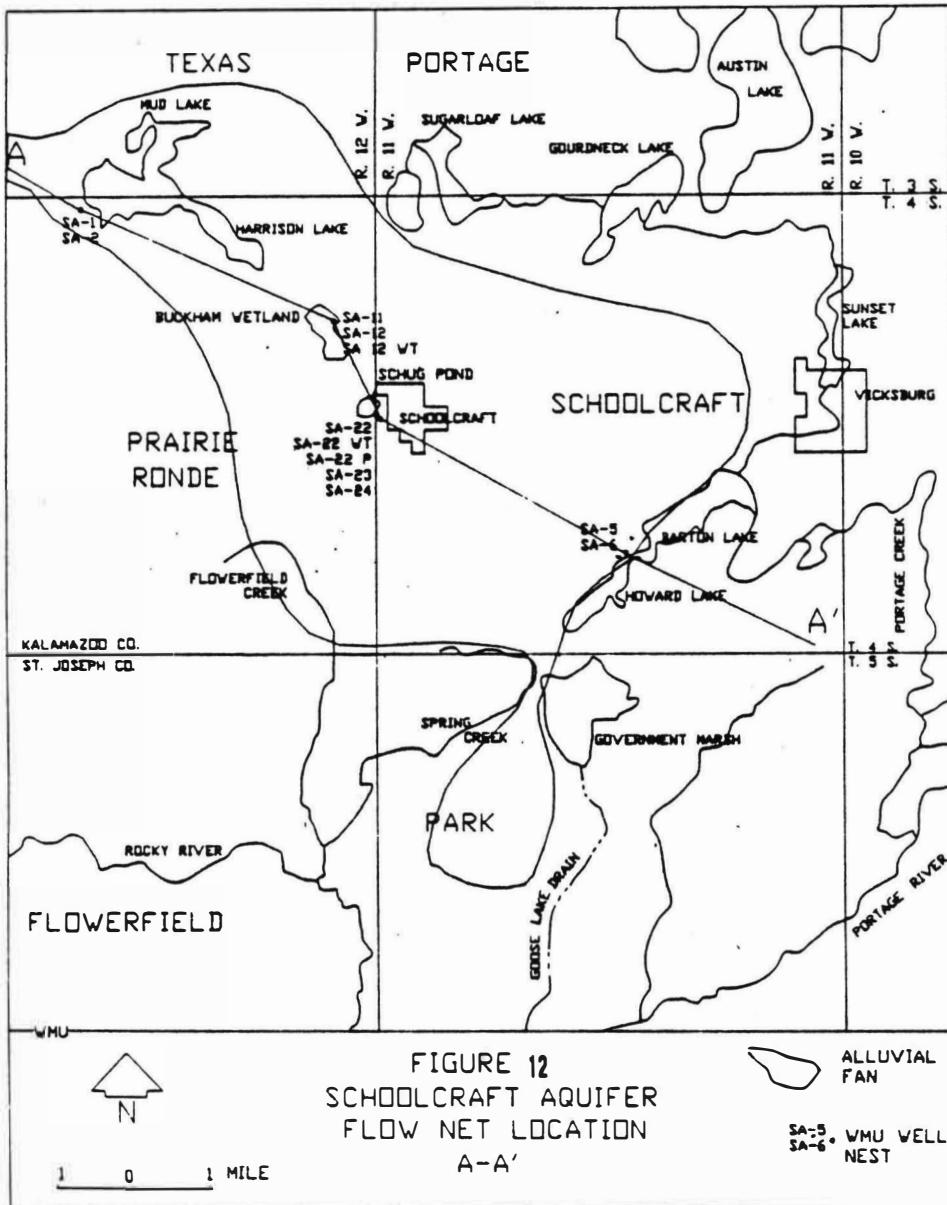 TEXAS
PORTAGE
AUSTIN
LAKE
MUD LAKE
SUGARLOAF LAKE
GOURDNECK LAKE
R. 12 W.
R. 11 W.
R. 11 W.
R. 10 W.
A
T. 3 S.
T. 4 S.
SA-1
SA-2
HARRISON LAKE
BUCKHAM WETLAND
SA-11
SA-12
SA 12 WT
SUNSET
LAKE
SCHUG POND
SCHOOLCRAFT
SCHOOLCRAFT
VICKSBURG
PRAIRIE
RONDE
SA-22
SA-22 WT
SA-22 P
SA-23
SA-24
SA-5
SA-6
BARTON LAKE
HOWARD LAKE
FLOWERFIELD
CREEK
PORTAGE CREEK
A'
KALAMAZOO CO.
ST. JOSEPH CO.
T. 4 S
T. 5 S
SPRING
CREEK
GOVERNMENT MARSH
PARK
ROCKY RIVER
GOOSE LAKE DRAIN
PORTAGE RIVER
FLOWERFIELD
WMU
N
1 0 1 MILE
FIGURE 12
SCHOOLCRAFT AQUIFER
FLOW NET LOCATION
A-A'
ALLUVIAL
FAN
SA-5
SA-6
WMU WELL
NEST